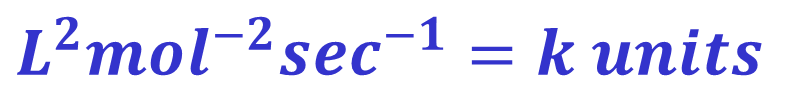 L²mol⁻²sec⁻¹ = k units